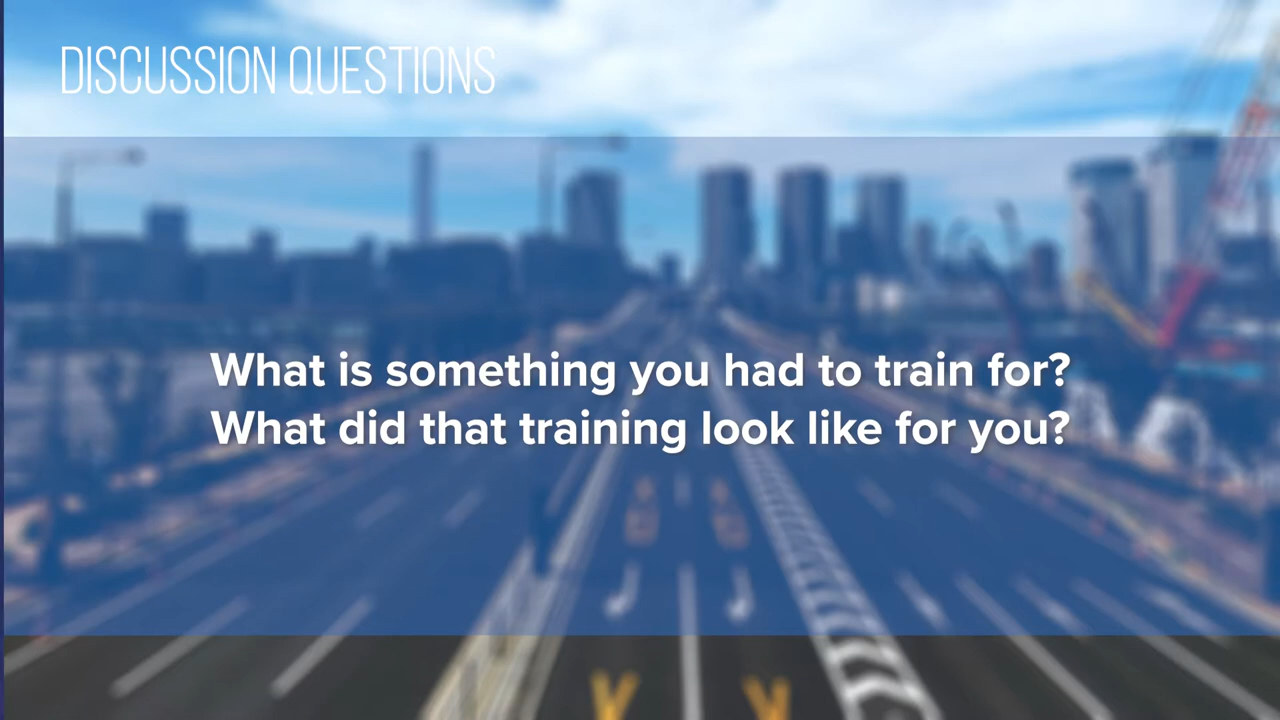 DISCUSSION QUESTIONS
What is something you had to train for?
What did that training look like for you?